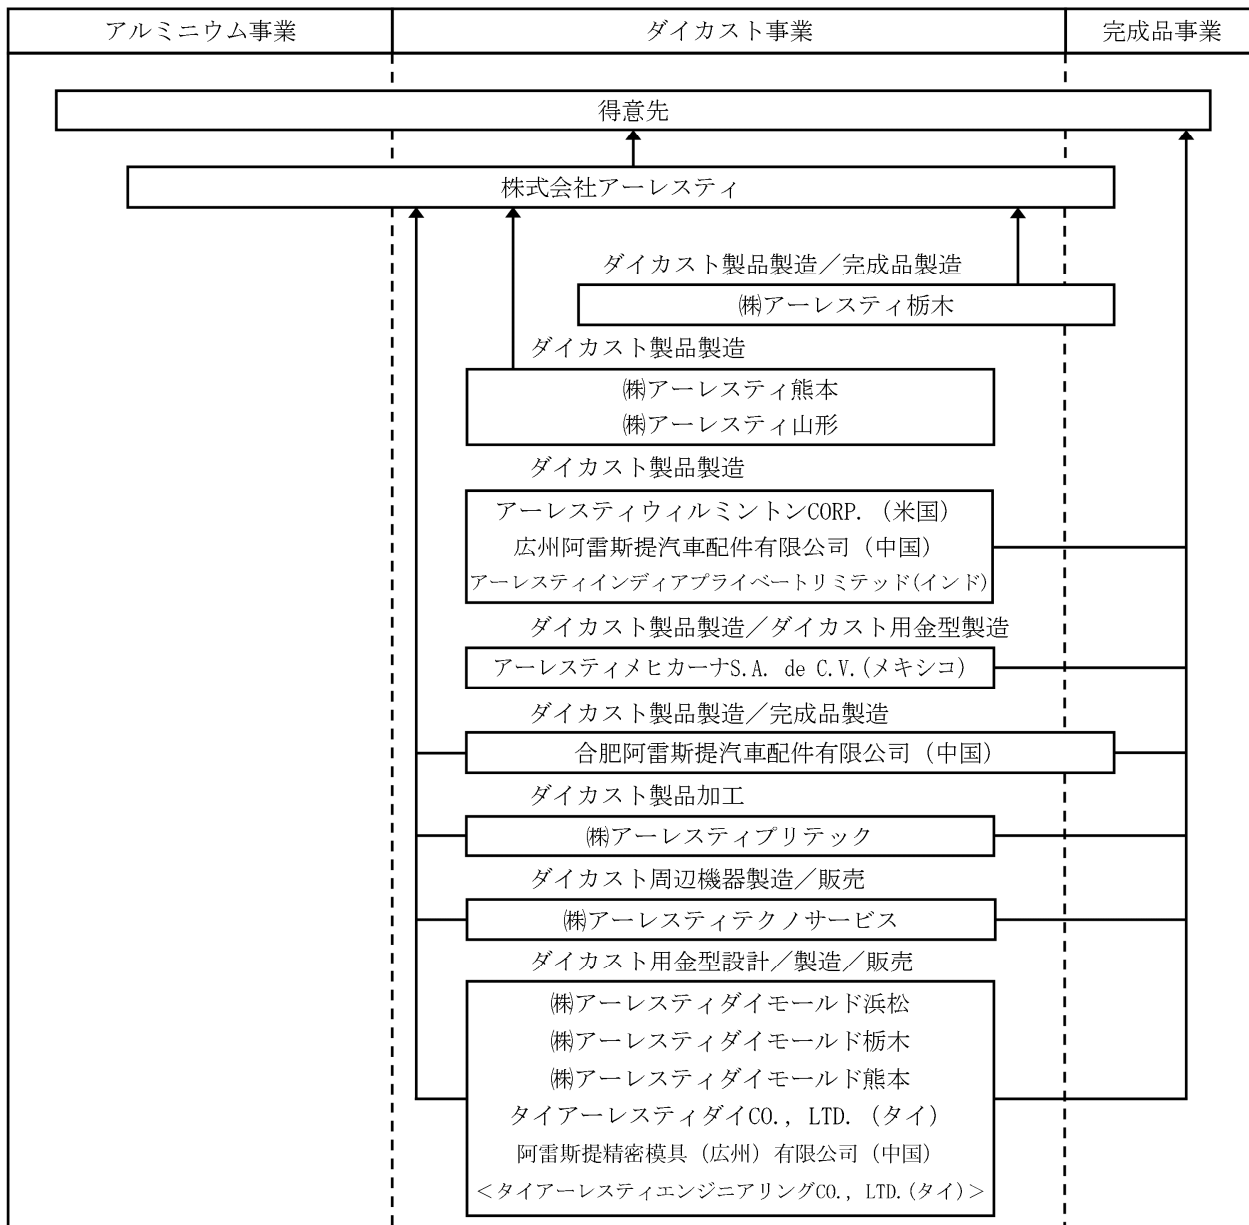 アルミニウム事業
ダイカスト事業
完成品事業
得意先
株式会社アーレスティ
ダイカスト製品製造／完成品製造
㈱アーレスティ栃木
ダイカスト製品製造
㈱アーレスティ熊本
㈱アーレスティ山形
ダイカスト製品製造
アーレスティウィルミントンCORP.（米国）
広州阿雷斯提汽車配件有限公司（中国）
アーレスティインディアプライベートリミテッド(インド)
ダイカスト製品製造／ダイカスト用金型製造
アーレスティメヒカーナS.A. de C.V.(メキシコ)
ダイカスト製品製造／完成品製造
合肥阿雷斯提汽車配件有限公司（中国）
ダイカスト製品加工
㈱アーレスティプリテック
ダイカスト周辺機器製造／販売
㈱アーレスティテクノサービス
ダイカスト用金型設計／製造／販売
㈱アーレスティダイモールド浜松
㈱アーレスティダイモールド栃木
㈱アーレスティダイモールド熊本
タイアーレスティダイCO., LTD.（タイ）
阿雷斯提精密模具（広州）有限公司（中国）
＜タイアーレスティエンジニアリングCO., LTD.(タイ)＞